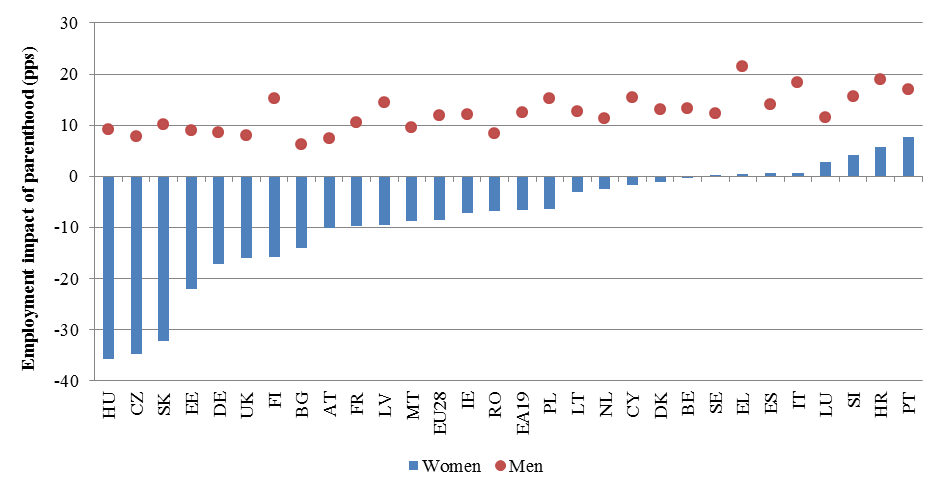 Employment impact of parenthood (pps)
30
20
10
0
-10
-20
-30
-40
HU CZ SK EE DE UK FI BG AT FR LV MT EU28 IE RO EA19 PL LT NL CY DK BE SE EL ES IT LU SI HR PT
Women Men